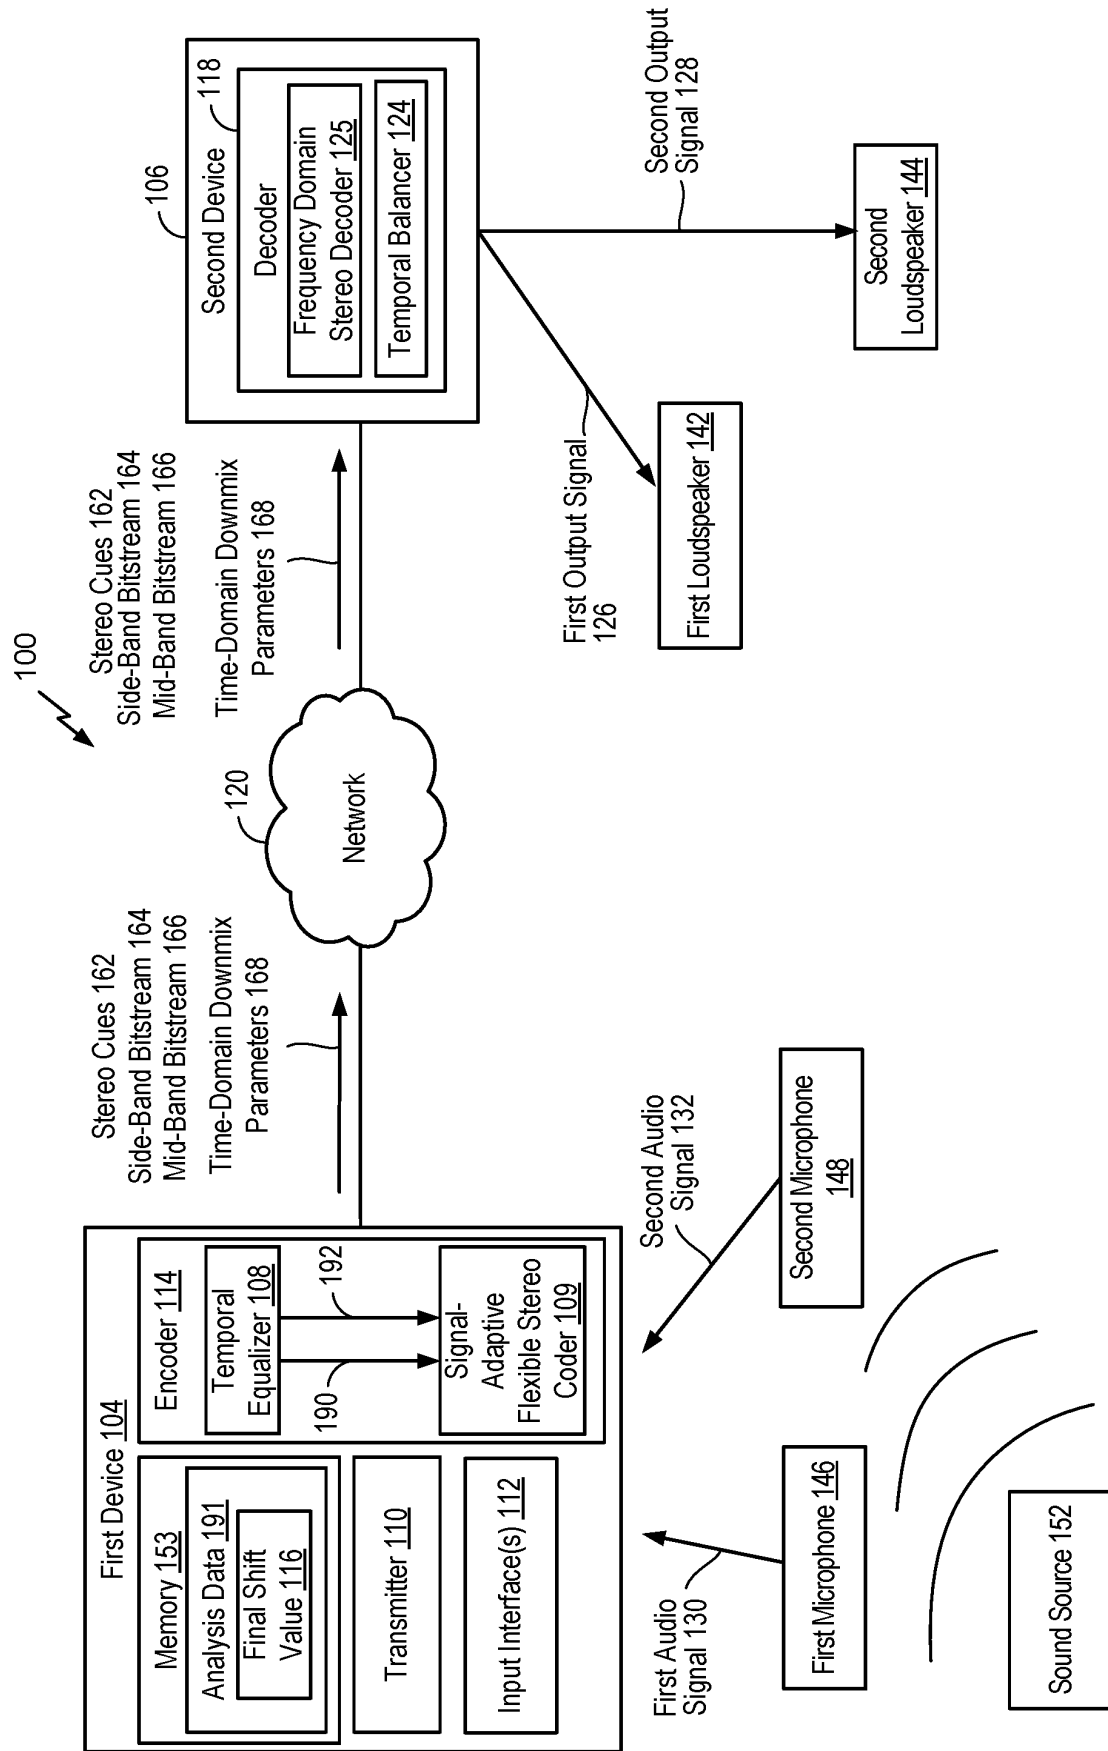 100
First Device 104
Memory 153
Analysis Data 191
Final Shift
Value 116
Transmitter 110
Input Interface(s) 112
Encoder 114
Temporal
Equalizer 108
190
192
Signal-
Adaptive
Flexible Stereo
Coder 109
Stereo Cues 162
Side-Band Bitstream 164
Mid-Band Bitstream 166
Time-Domain Downmix
Parameters 168
120
Network
Stereo Cues 162
Side-Band Bitstream 164
Mid-Band Bitstream 166
Time-Domain Downmix
Parameters 168
106
Second Device
118
Decoder
Frequency Domain
Stereo Decoder 125
Temporal Balancer 124
First Audio
Signal 130
Second Audio
Signal 132
First Microphone 146
Second Microphone
148
Sound Source 152
First Output Signal
126
Second Output
Signal 128
First Loudspeaker 142
Second
Loudspeaker 144